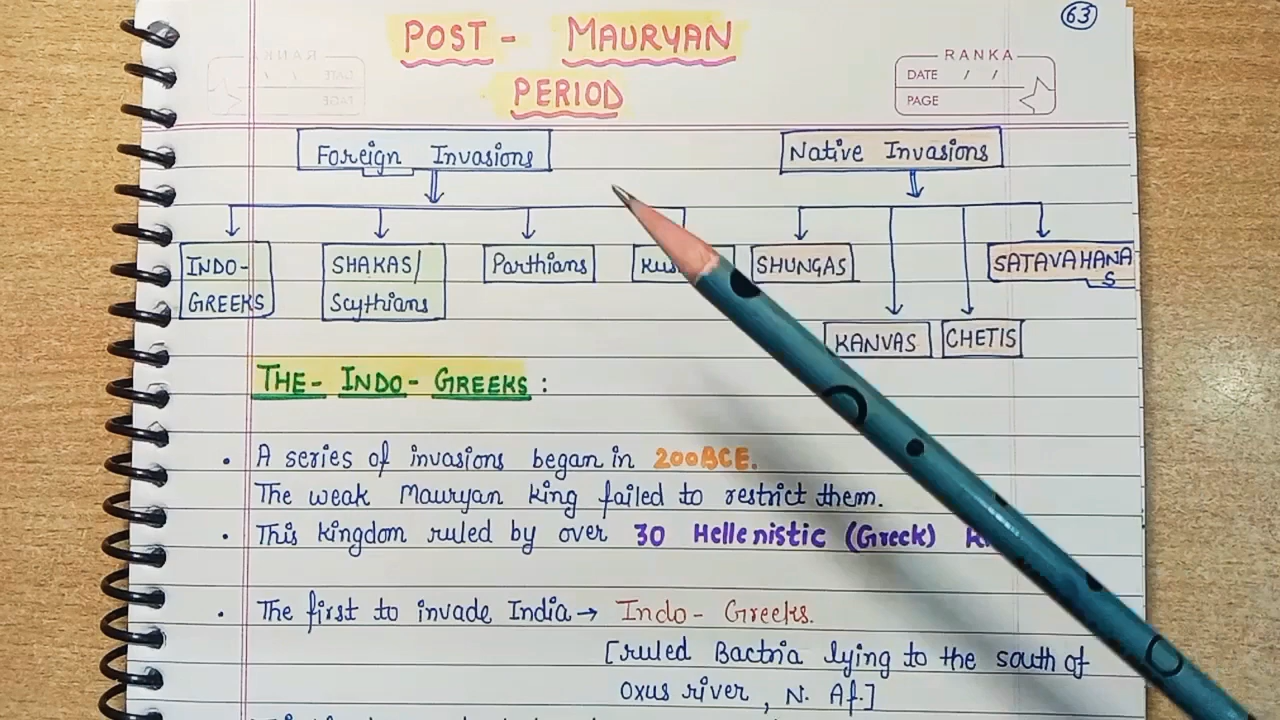 63
POST - MAURYAN
PERIOD
RANKA
DATE / /
PAGE
Foreign Invasions
Native Invasions
INDO-
GREEKS
SHAKAS/
Scythians
Parthians
SHUNGAS
KANVAS
CHETIS
SATAVAHANA
S
THE- INDO- GREEKS :
• A series of invasions began in 200BCE.
The weak Mauryan king failed to restrict them.
• This kingdom ruled by over 30 Hellenistic (Greek)
• The first to invade India → Indo- Greeks.
[ruled Bactria lying to the south of
Oxus river, N. Af.]